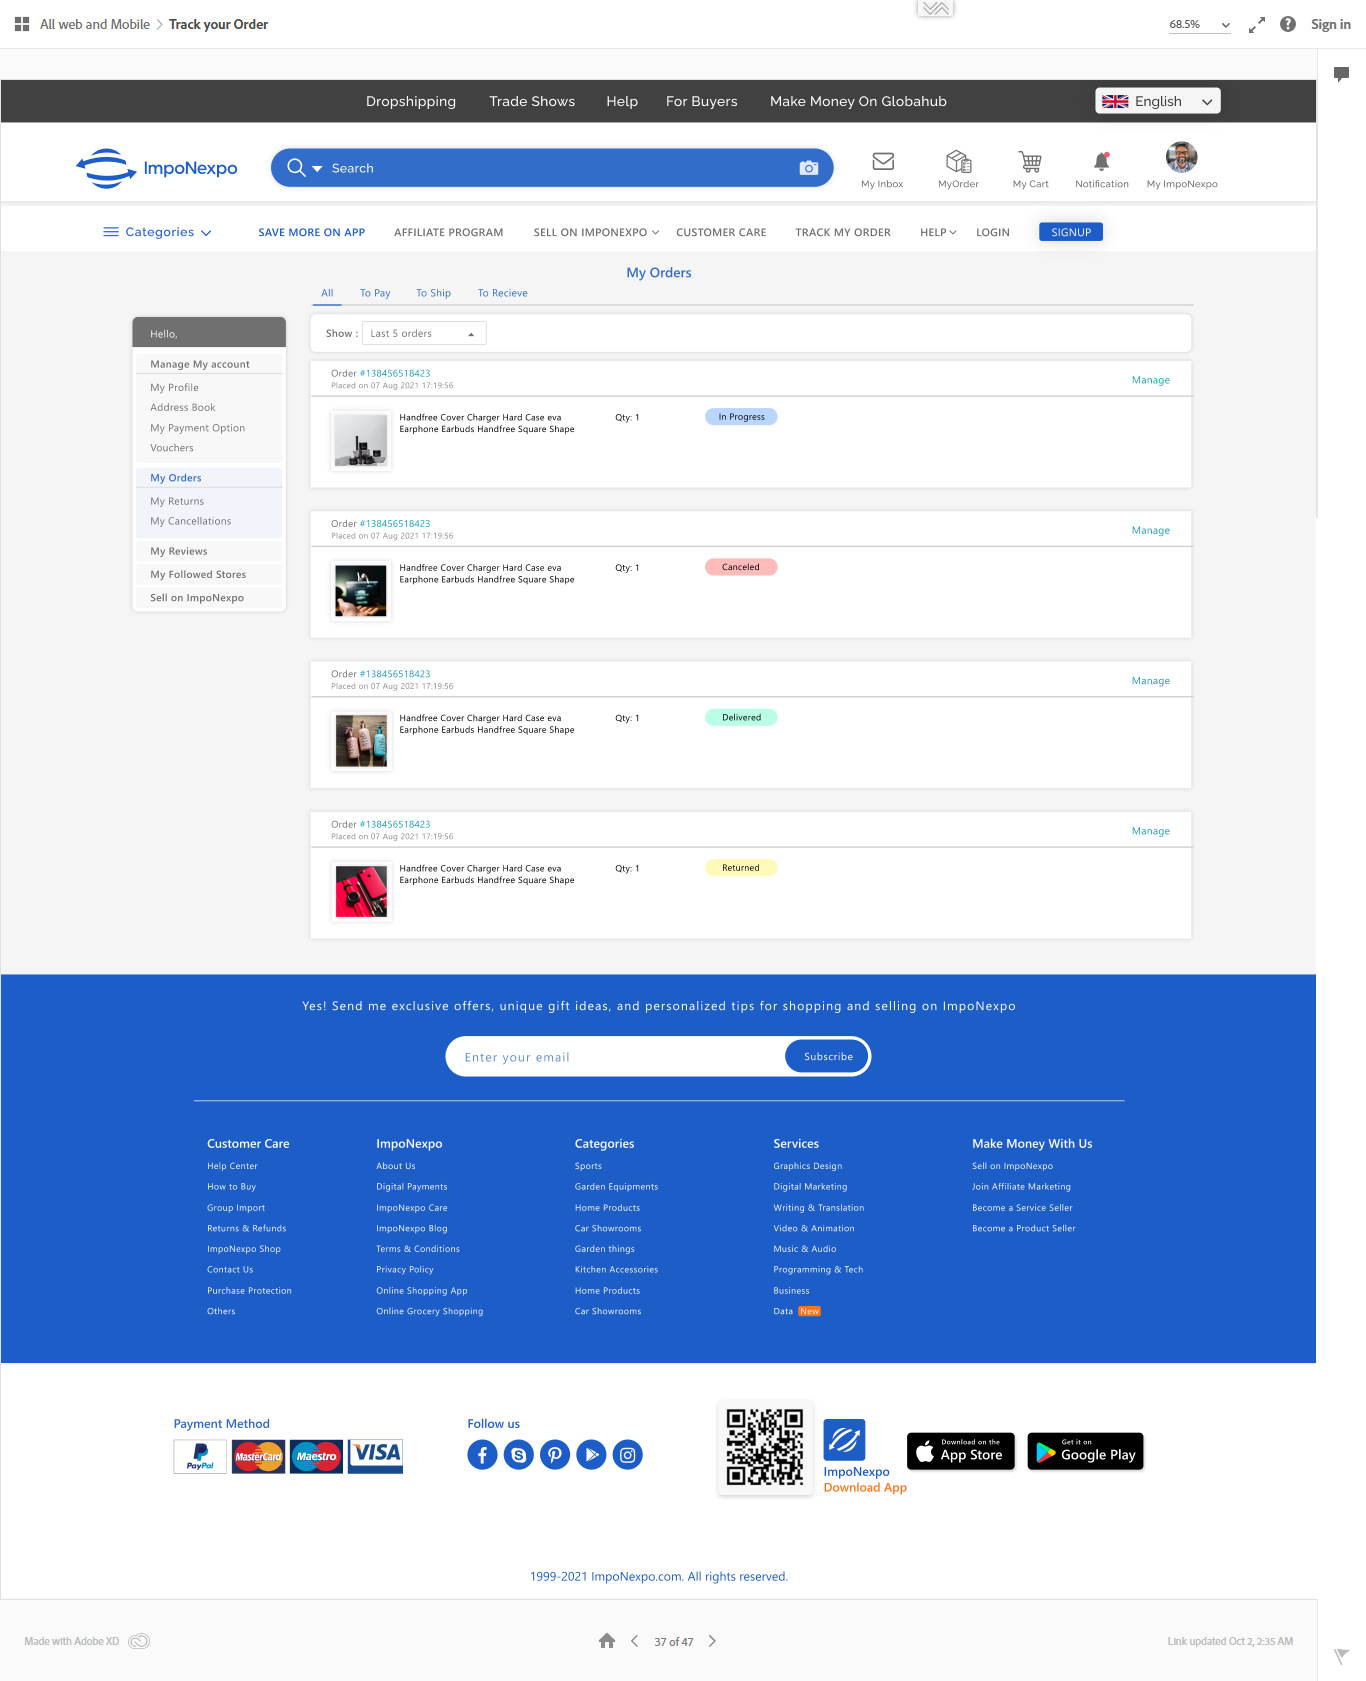 All web and Mobile > Track your Order
68.5%
Sign in
Dropshipping Trade Shows Help For Buyers Make Money On Globahub English
ImpoNexpo
Search
My Inbox MyOrder My Cart Notification My ImpoNexpo
Categories SAVE MORE ON APP AFFILIATE PROGRAM SELL ON IMPONEXPO CUSTOMER CARE TRACK MY ORDER HELP LOGIN SIGNUP
My Orders
All To Pay To Ship To Recieve
Show : Last 5 orders
Hello,
Manage My account
My Profile
Address Book
My Payment Option
Vouchers
My Orders
My Returns
My Cancellations
My Reviews
My Followed Stores
Sell on ImpoNexpo
Order #138456518423
Placed on 07 Aug 2021 17:19:56
Manage
Handfree Cover Charger Hard Case eva
Earphone Earbuds Handfree Square Shape
Qty: 1
In Progress
Order #138456518423
Placed on 07 Aug 2021 17:19:56
Manage
Handfree Cover Charger Hard Case eva
Earphone Earbuds Handfree Square Shape
Qty: 1
Canceled
Order #138456518423
Placed on 07 Aug 2021 17:19:56
Manage
Handfree Cover Charger Hard Case eva
Earphone Earbuds Handfree Square Shape
Qty: 1
Delivered
Order #138456518423
Placed on 07 Aug 2021 17:19:56
Manage
Handfree Cover Charger Hard Case eva
Earphone Earbuds Handfree Square Shape
Qty: 1
Returned
Yes! Send me exclusive offers, unique gift ideas, and personalized tips for shopping and selling on ImpoNexpo
Enter your email
Subscribe
Customer Care
Help Center
How to Buy
Group Import
Returns & Refunds
ImpoNexpo Shop
Contact Us
Purchase Protection
Others
ImpoNexpo
About Us
Digital Payments
ImpoNexpo Care
ImpoNexpo Blog
Terms & Conditions
Privacy Policy
Online Shopping App
Online Grocery Shopping
Categories
Sports
Garden Equipments
Home Products
Car Showrooms
Garden things
Kitchen Accessories
Home Products
Car Showrooms
Services
Graphics Design
Digital Marketing
Writing & Translation
Video & Animation
Music & Audio
Programming & Tech
Business
Data New
Make Money With Us
Sell on ImpoNexpo
Join Affiliate Marketing
Become a Service Seller
Become a Product Seller
Payment Method
PayPal MasterCard Maestro VISA
Follow us
ImpoNexpo
Download App
Download on the
App Store
Get it on
Google Play
1999-2021 ImpoNexpo.com. All rights reserved.
Made with Adobe XD
37 of 47
Link updated Oct 2, 2:35 AM